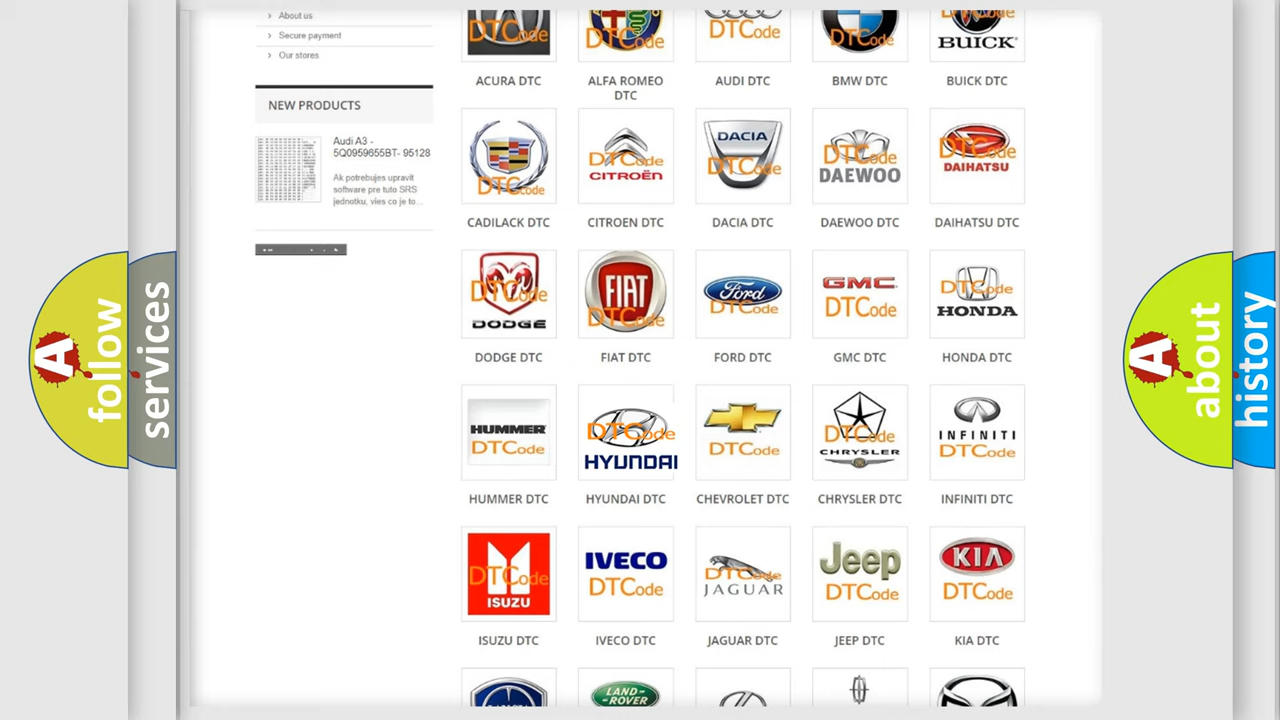 About us
Secure payment
Our stores
NEW PRODUCTS
Audi A3 -
5Q0959655BT- 95128
Ak potrebujes upravit
software pre tuto SRS
jednotku, vies co je to...
DTCode
DTCode
DTCode
DTCode
BUICK
ACURA DTC
ALFA ROMEO
DTC
AUDI DTC
BMW DTC
BUICK DTC
DTCode
DTCode
CITROËN
DACIA
DTCode
DTCode
DAEWOO
DTCode
DAIHATSU
CADILACK DTC
CITROEN DTC
DACIA DTC
DAEWOO DTC
DAIHATSU DTC
DTCode
DODGE
FIAT
DTCode
Ford
DTCode
GMC
DTCode
DTCode
HONDA
DODGE DTC
FIAT DTC
FORD DTC
GMC DTC
HONDA DTC
HUMMER
DTCode
DTCode
HYUNDAI
DTCode
DTCode
CHRYSLER
INFINITI
DTCode
HUMMER DTC
HYUNDAI DTC
CHEVROLET DTC
CHRYSLER DTC
INFINITI DTC
DTCode
ISUZU
IVECO
DTCode
DTCode
JAGUAR
Jeep
DTCode
KIA
DTCode
ISUZU DTC
IVECO DTC
JAGUAR DTC
JEEP DTC
KIA DTC
LAND-
ROVER
A
follow
services
A
about
history